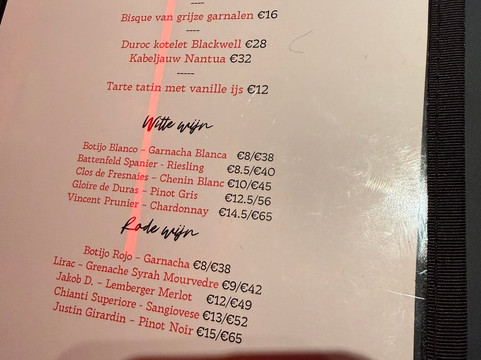 Bisque van grijze garnalen €16
----
Duroc kotelet Blackwell €28
Kabeljauw Nantua €32
-----
Tarte tatin met vanille ijs €12
Witte wijn
Botijo Blanco – Garnacha Blanca €8/€38
Battenfeld Spanier - Riesling €8.5/€40
Clos de Fresnaies – Chenin Blanc €10/€45
Gloire de Duras – Pinot Gris €12.5/56
Vincent Prunier – Chardonnay €14.5/€65
Rode wijn
Botijo Rojo – Garnacha €8/€38
Lirac - Grenache Syrah Mourvedre €9/€42
Jakob D. – Lemberger Merlot €12/€49
Chianti Superiore - Sangiovese €13/€52
Justin Girardin – Pinot Noir €15/€65